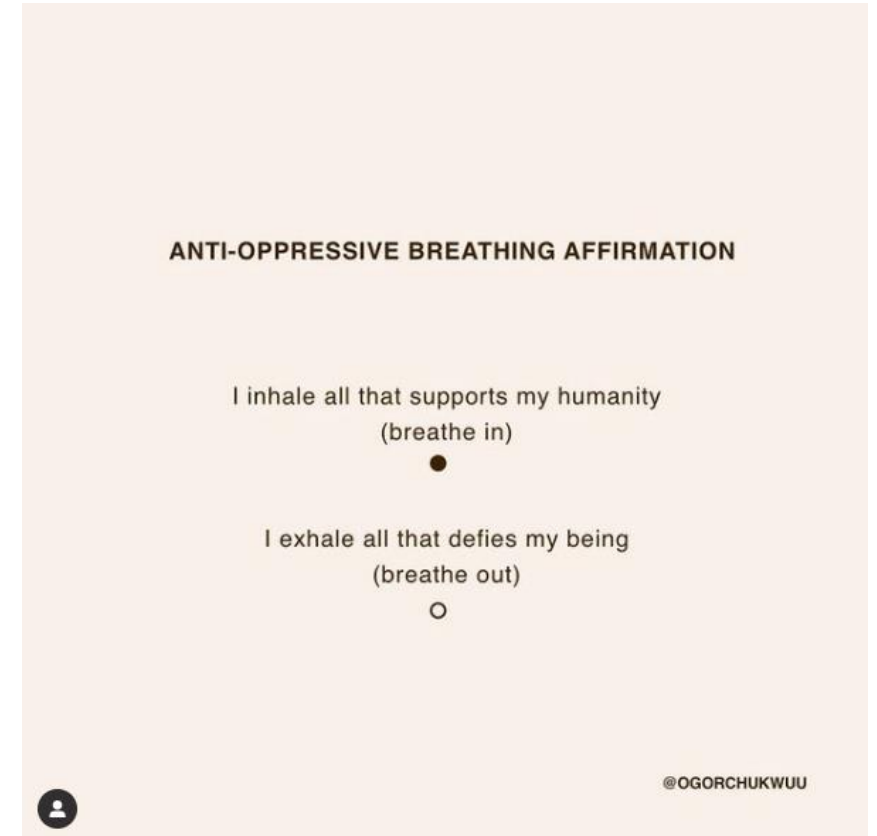 ANTI-OPPRESSIVE BREATHING AFFIRMATION
I inhale all that supports my humanity
(breathe in)
I exhale all that defies my being
(breathe out)
@OGORCHUKWUU